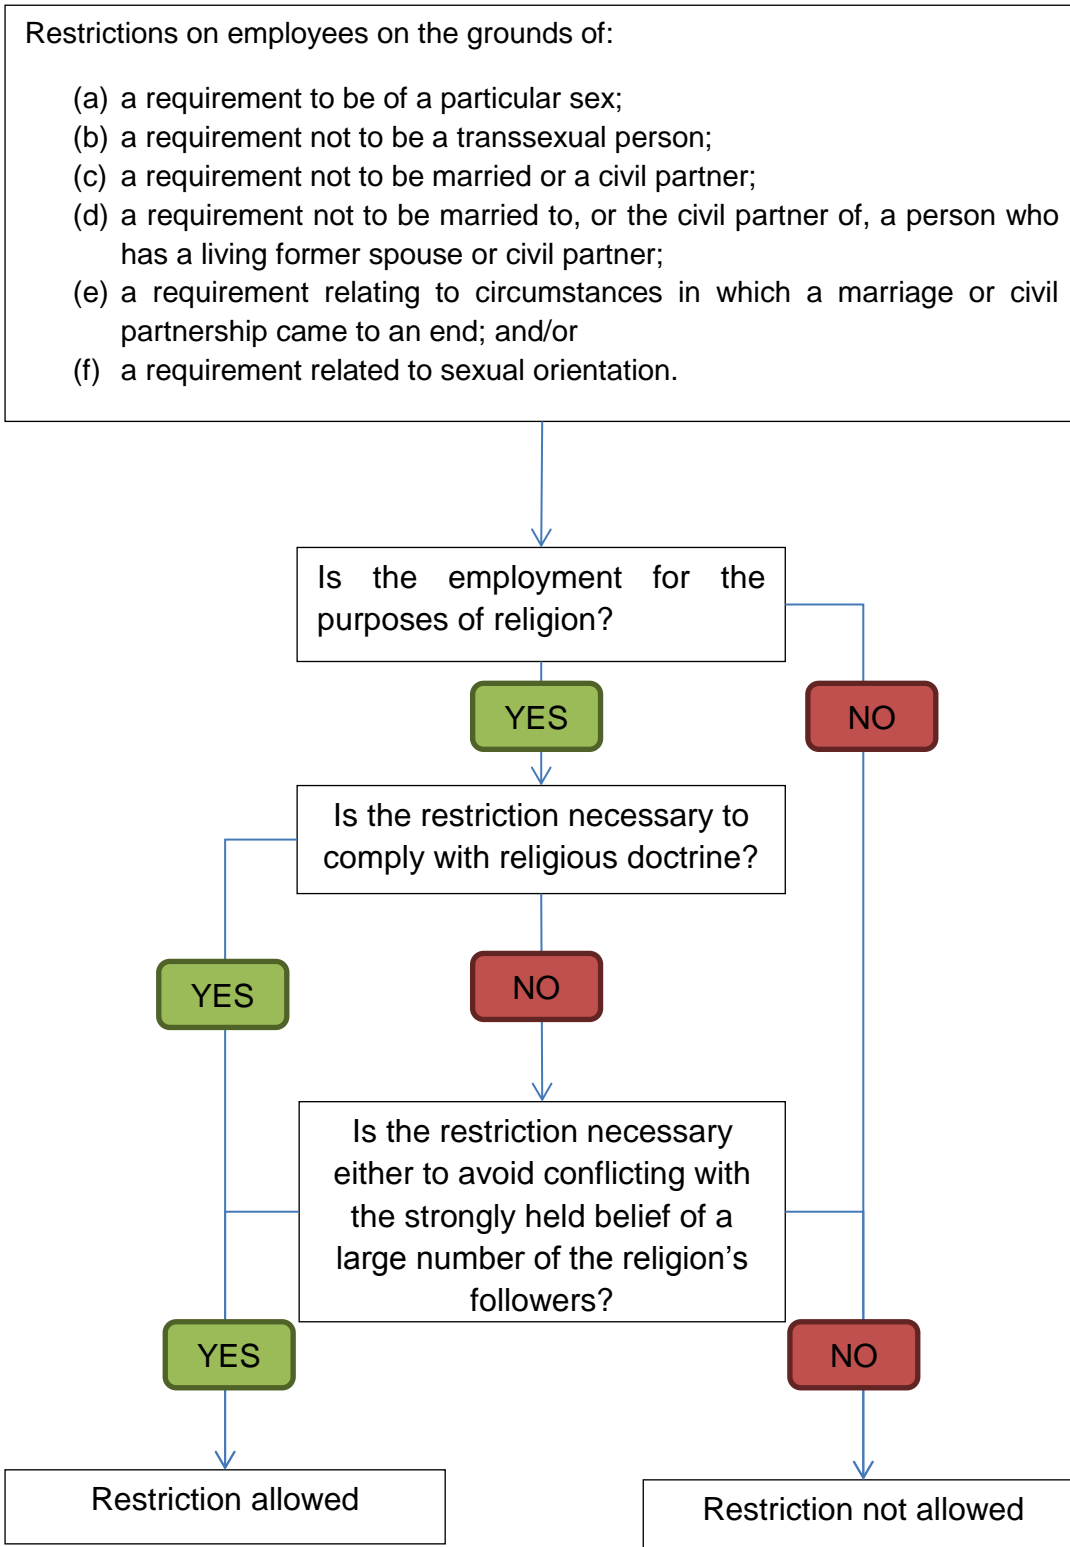 Restrictions on employees on the grounds of:
(a) a requirement to be of a particular sex;
(b) a requirement not to be a transsexual person;
(c) a requirement not to be married or a civil partner;
(d) a requirement not to be married to, or the civil partner of, a person who
has a living former spouse or civil partner;
(e) a requirement relating to circumstances in which a marriage or civil
partnership came to an end; and/or
(f) a requirement related to sexual orientation.
Is the employment for the
purposes of religion?
YES
NO
Is the restriction necessary to
comply with religious doctrine?
YES
NO
Is the restriction necessary
either to avoid conflicting with
the strongly held belief of a
large number of the religion’s
followers?
YES
NO
Restriction allowed
Restriction not allowed